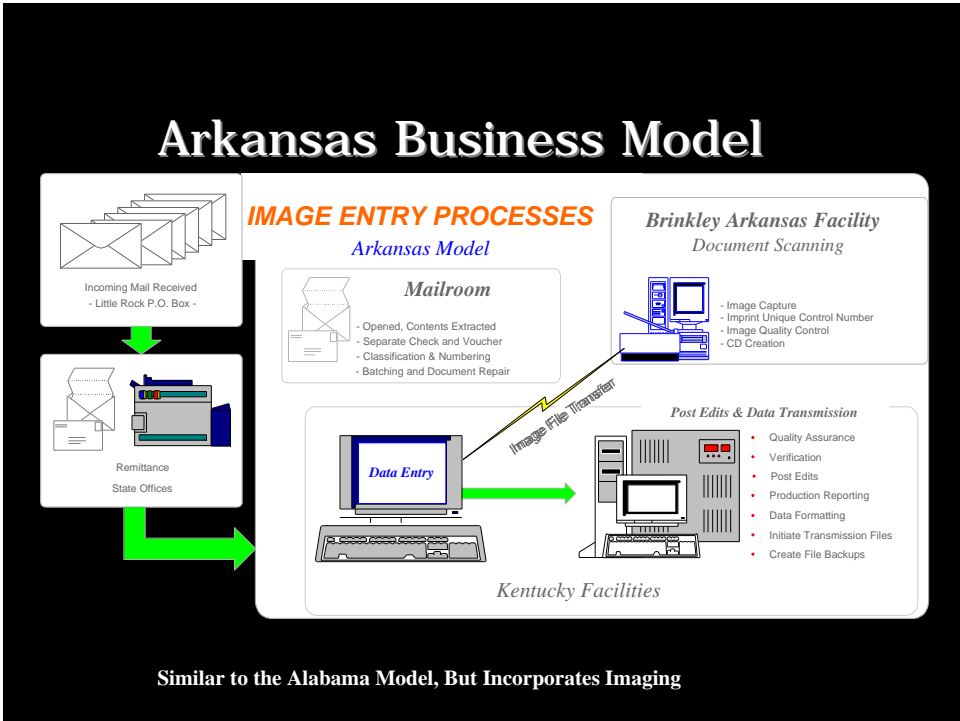 Arkansas Business Model
Incoming Mail Received
- Little Rock P.O. Box -
Remittance
State Offices
IMAGE ENTRY PROCESSES
Arkansas Model
Mailroom
- Opened, Contents Extracted
- Separate Check and Voucher
- Classification & Numbering
- Batching and Document Repair
Brinkley Arkansas Facility
Document Scanning
- Image Capture
- Imprint Unique Control Number
- Image Quality Control
- CD Creation
Image File Transfer
Data Entry
Post Edits & Data Transmission
• Quality Assurance
• Verification
• Post Edits
• Production Reporting
• Data Formatting
• Initiate Transmission Files
• Create File Backups
Kentucky Facilities
Similar to the Alabama Model, But Incorporates Imaging